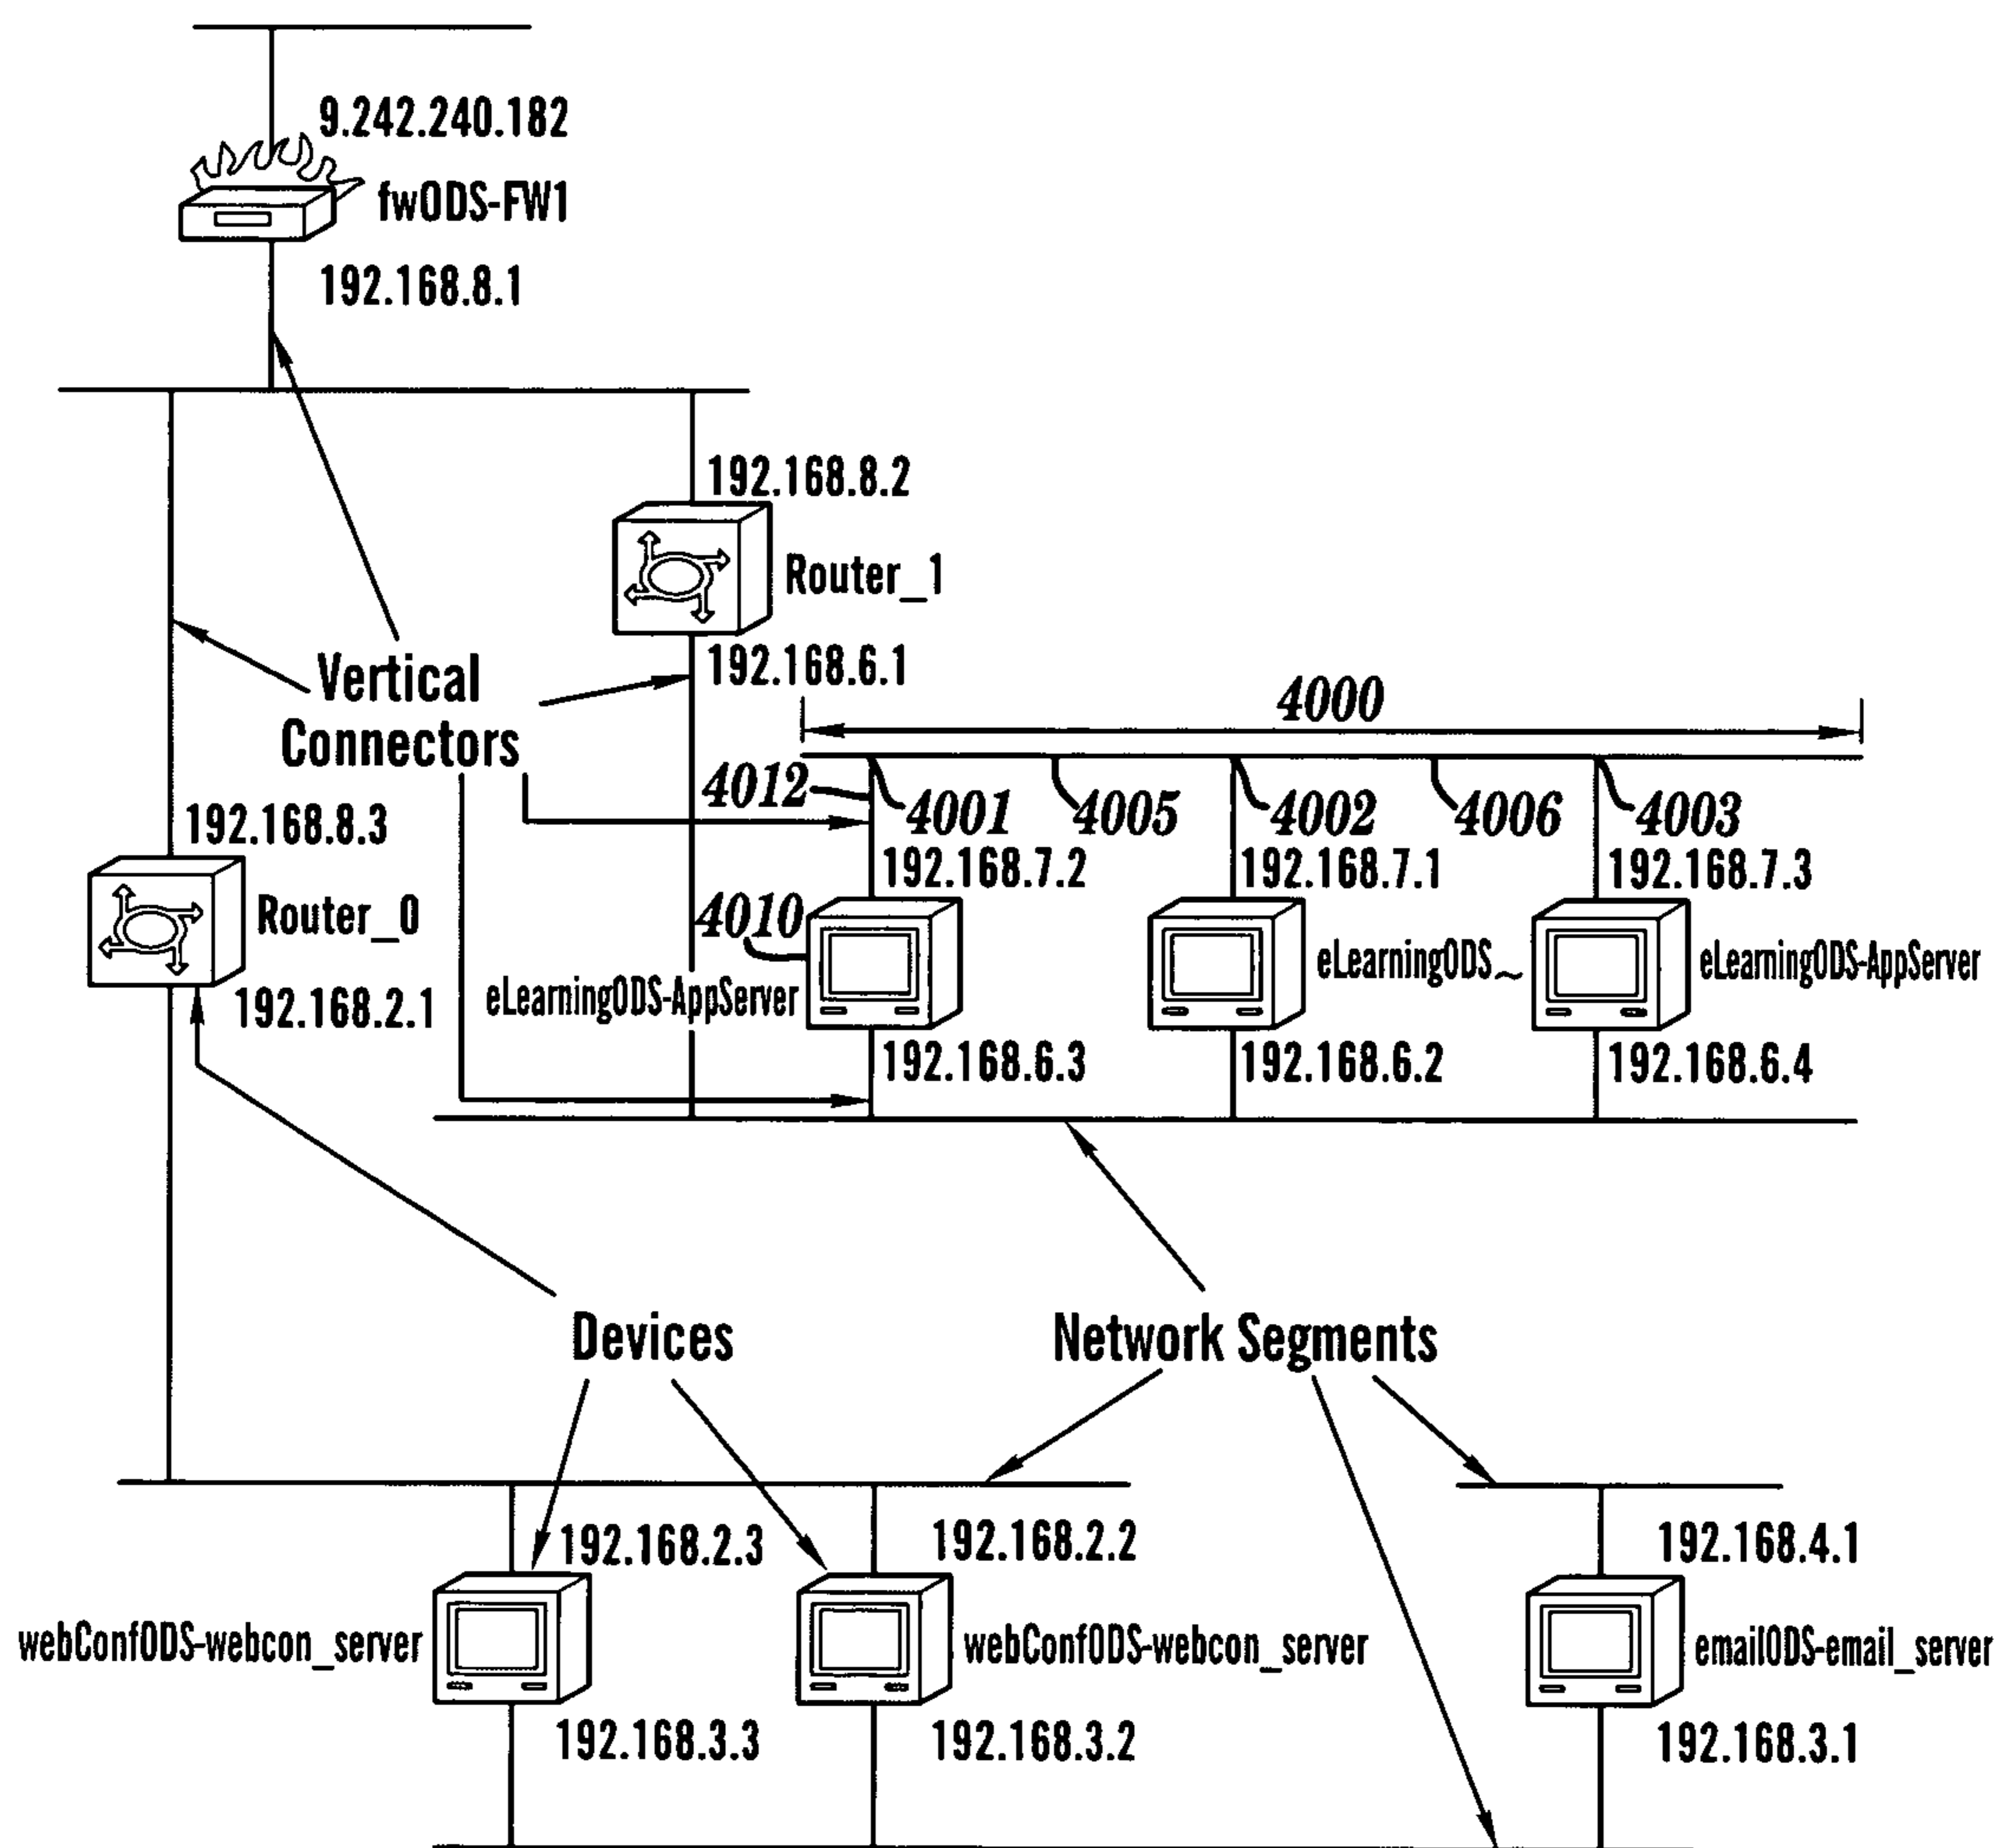 9.242.240.182
fwODS-FW1
192.168.8.1
192.168.8.2
Router_1
192.168.6.1
Vertical
Connectors
4000
4012
4001
4005
4002
4006
4003
192.168.8.3
192.168.7.2
192.168.7.1
192.168.7.3
Router_0
4010
eLearningODS-AppServer
eLearningODS~
eLearningODS-AppServer
192.168.2.1
192.168.6.3
192.168.6.2
192.168.6.4
Devices
Network Segments
192.168.2.3
192.168.2.2
192.168.4.1
webConfODS-webcon_server
webConfODS-webcon_server
emailODS-email_server
192.168.3.3
192.168.3.2
192.168.3.1